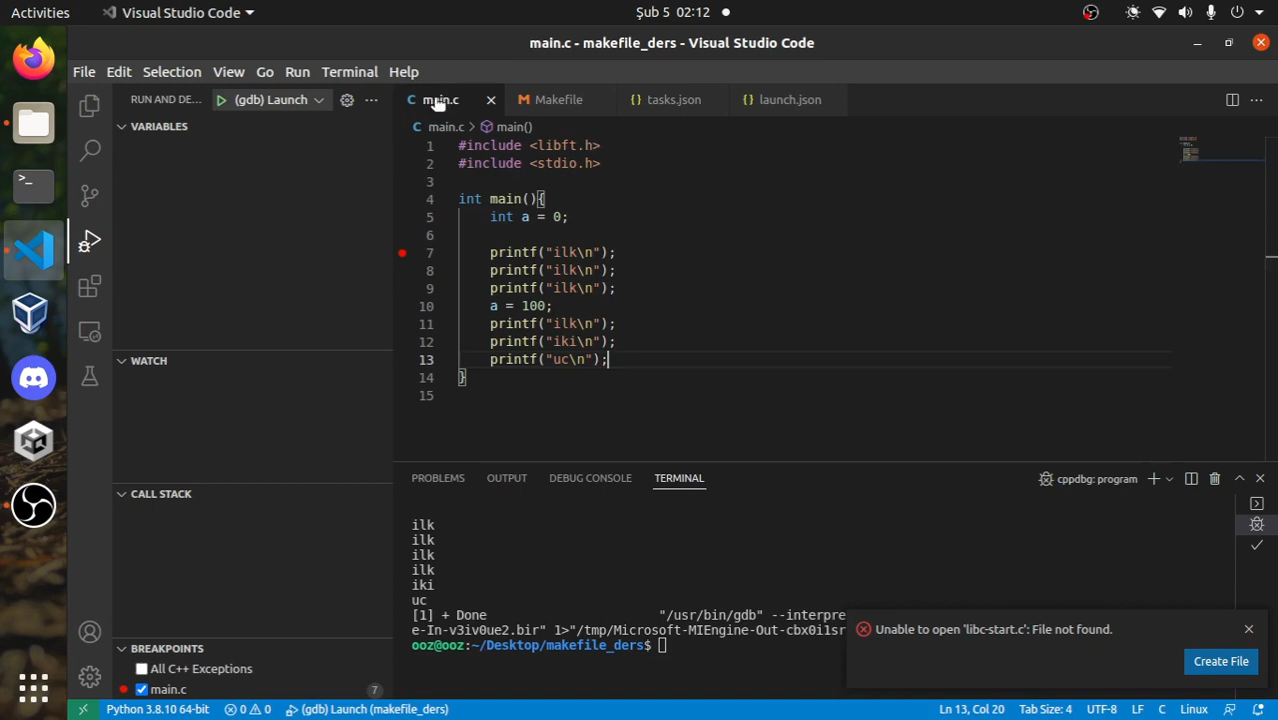 Activities
Visual Studio Code
Şub 5 02:12
main.c - makefile_ders - Visual Studio Code
File Edit Selection View Go Run Terminal Help
RUN AND DE...
(gdb) Launch
main.c
Makefile
tasks.json
launch.json
main.c > main()
VARIABLES
WATCH
CALL STACK
BREAKPOINTS
All C++ Exceptions
main.c 7
1 #include <libft.h>
2 #include <stdio.h>
3
4 int main(){
5 int a = 0;
6
7 printf("ilk\n");
8 printf("ilk\n");
9 printf("ilk\n");
10 a = 100;
11 printf("ilk\n");
12 printf("iki\n");
13 printf("uc\n");
14 }
15
PROBLEMS OUTPUT DEBUG CONSOLE TERMINAL
cppdbg: program
ilk
ilk
ilk
ilk
iki
uc
[1] + Done "/usr/bin/gdb" --interpre
e-In-v3iv0ue2.bir" 1>"/tmp/Microsoft-MIEngine-Out-cbx0i1sr
ooz@ooz:~/Desktop/makefile_ders$
Unable to open 'libc-start.c': File not found.
Create File
Python 3.8.10 64-bit
0 0
(gdb) Launch (makefile_ders)
Ln 13, Col 20
Tab Size: 4
UTF-8
LF
C
Linux